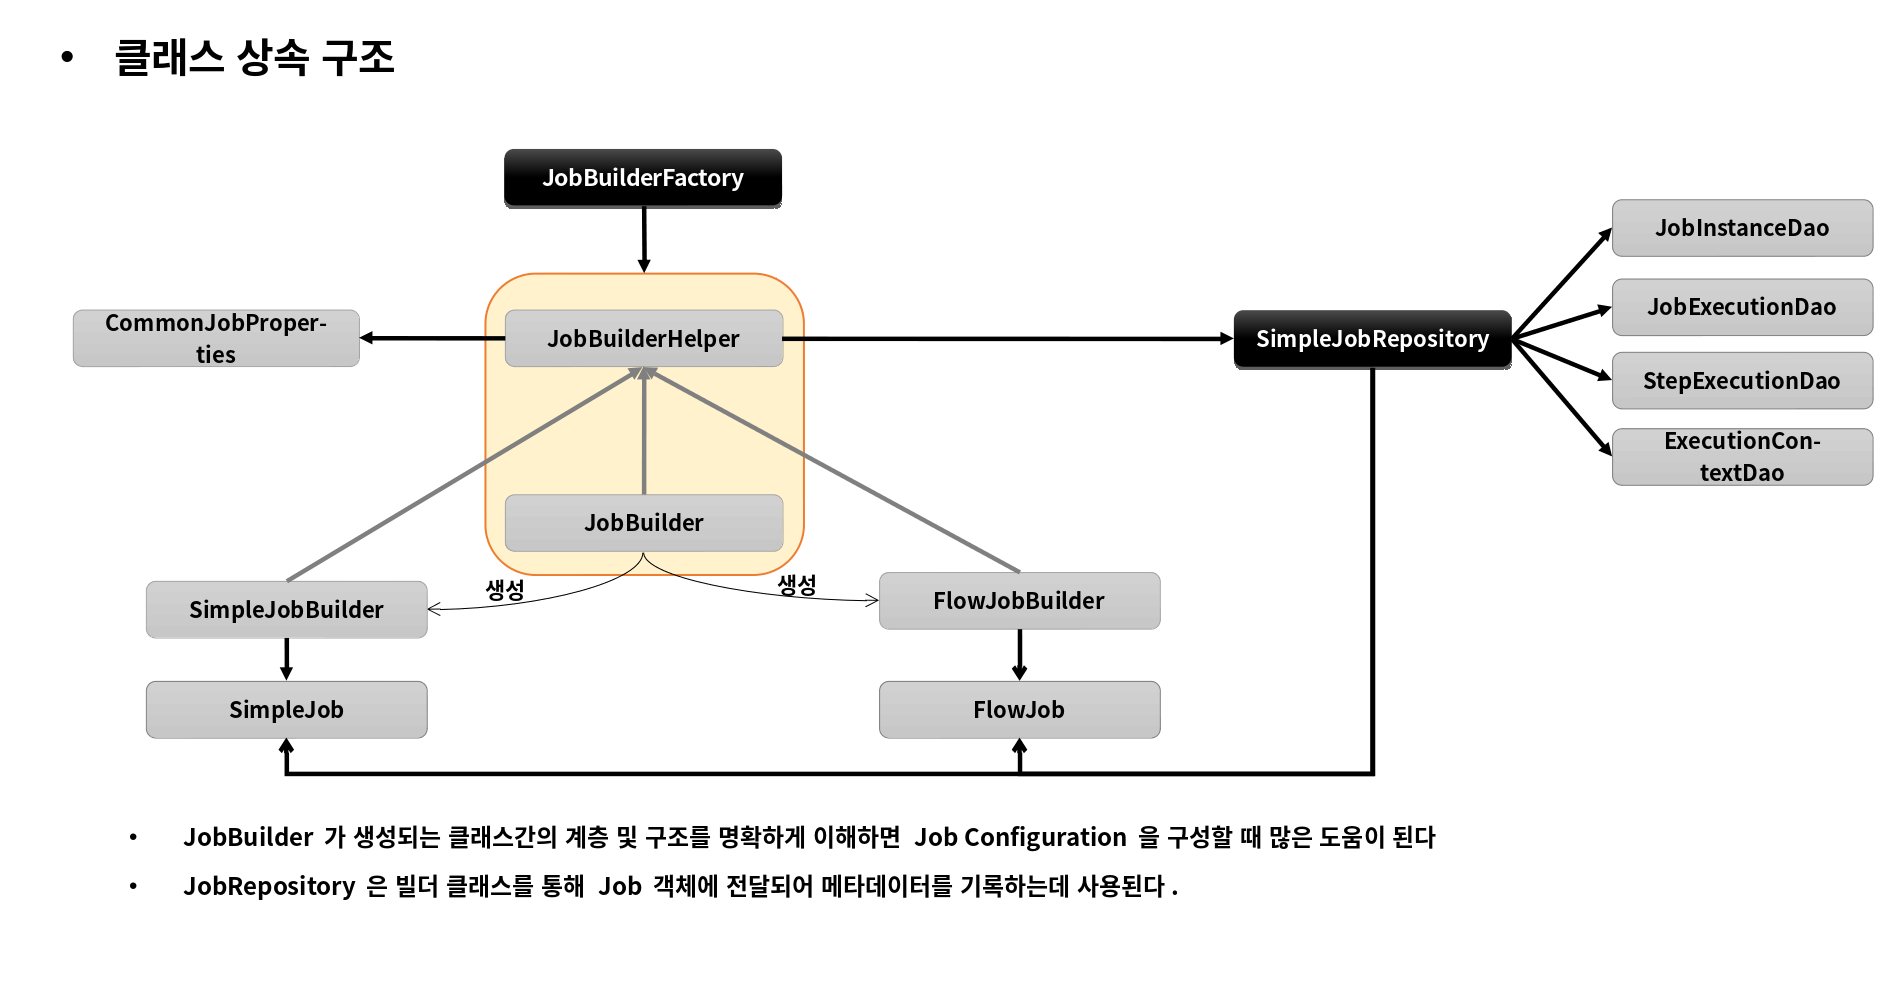 • 클래스 상속 구조
JobBuilderFactory
JobInstanceDao
CommonJobProper-
ties
JobBuilderHelper
SimpleJobRepository
JobExecutionDao
StepExecutionDao
ExecutionCon-
textDao
JobBuilder
생성
생성
SimpleJobBuilder
FlowJobBuilder
SimpleJob
FlowJob
• JobBuilder 가 생성되는 클래스간의 계층 및 구조를 명확하게 이해하면 Job Configuration 을 구성할 때 많은 도움이 된다
• JobRepository 은 빌더 클래스를 통해 Job 객체에 전달되어 메타데이터를 기록하는데 사용된다 .